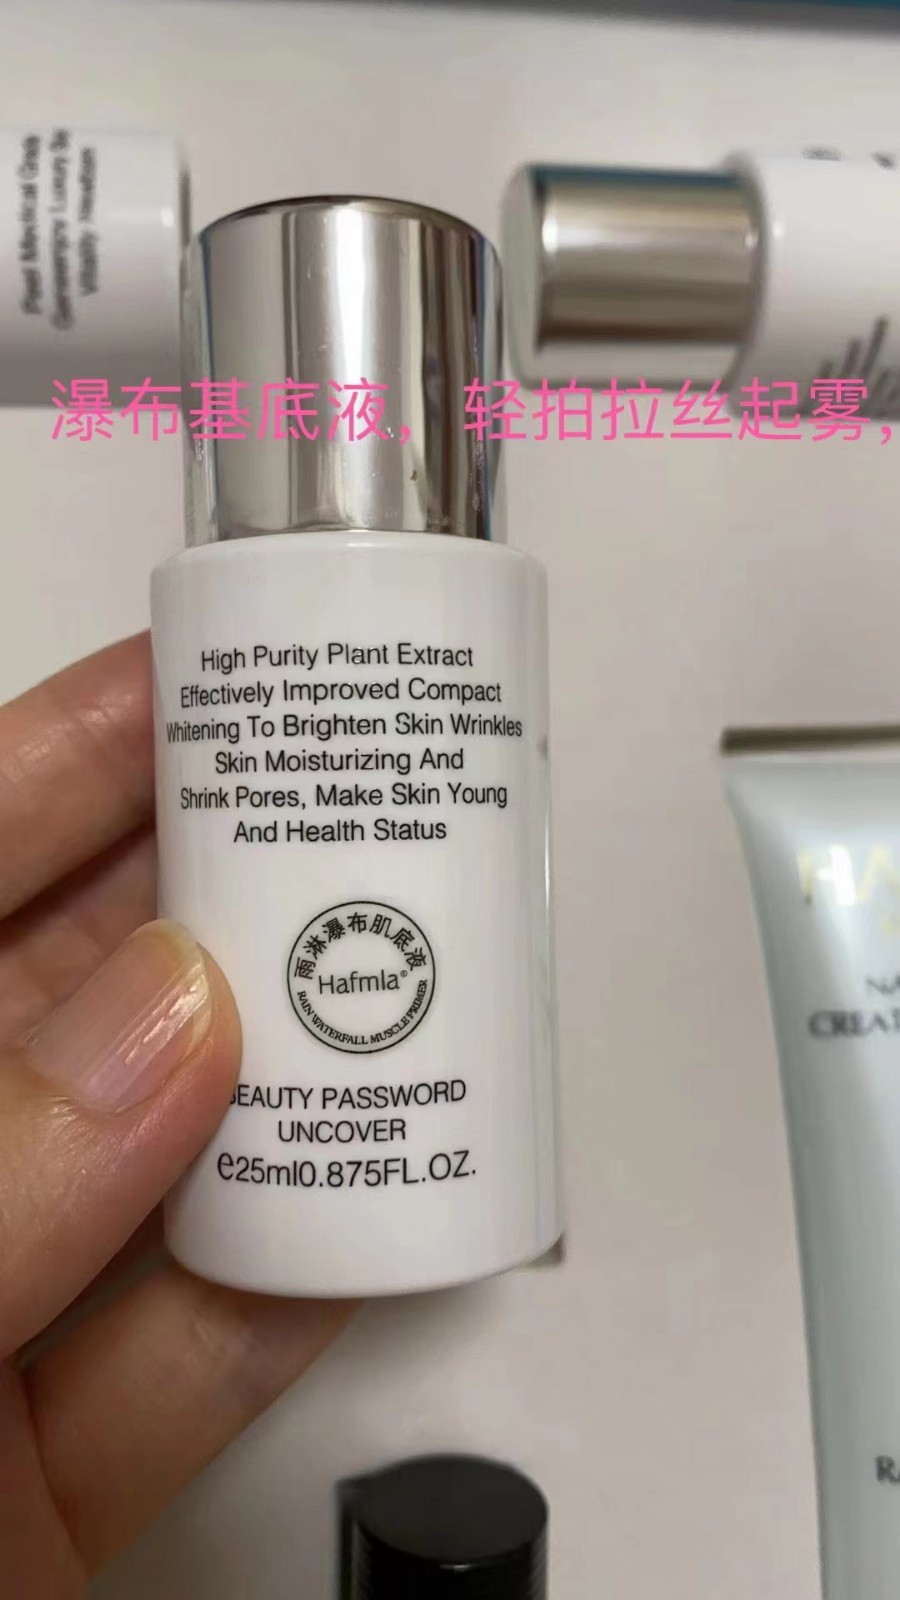 瀑布基底液，轻拍拉丝起雾，
High Purity Plant Extract
Effectively Improved Compact
Whitening To Brighten Skin Wrinkles
Skin Moisturizing And
Shrink Pores, Make Skin Young
And Health Status
雨淋瀑布肌底液
Hafmla®
RAIN WATERFALL MUSCLE PRIMER
BEAUTY PASSWORD
UNCOVER
e25ml0.875FL.OZ.